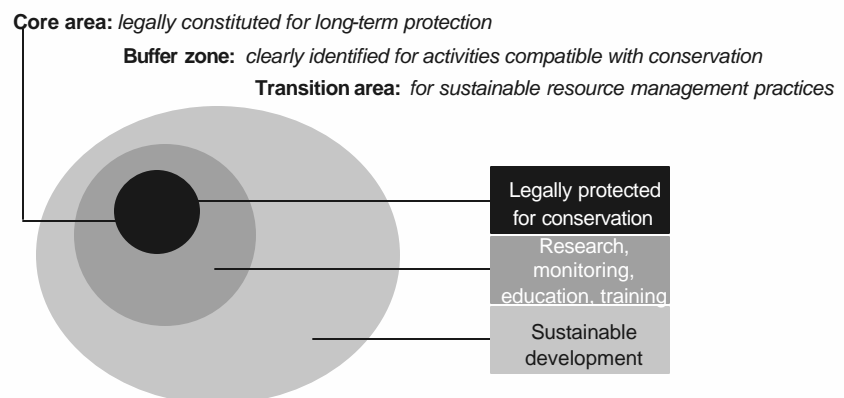 Core area: legally constituted for long-term protection
Buffer zone: clearly identified for activities compatible with conservation
Transition area: for sustainable resource management practices
Legally protected
for conservation
Research,
monitoring,
education, training
Sustainable
development